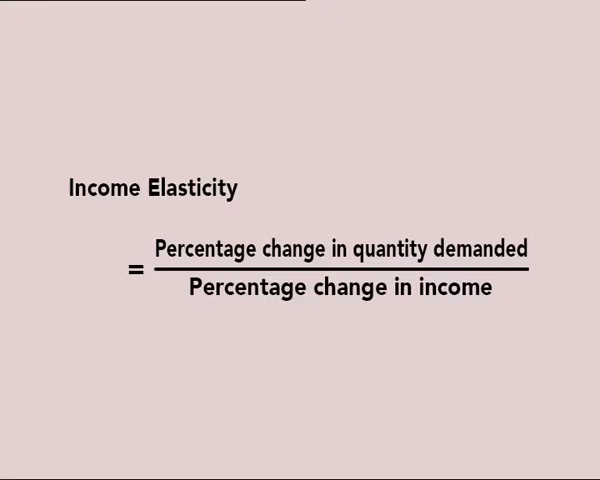 Income Elasticity
Percentage change in quantity demanded
=
Percentage change in income